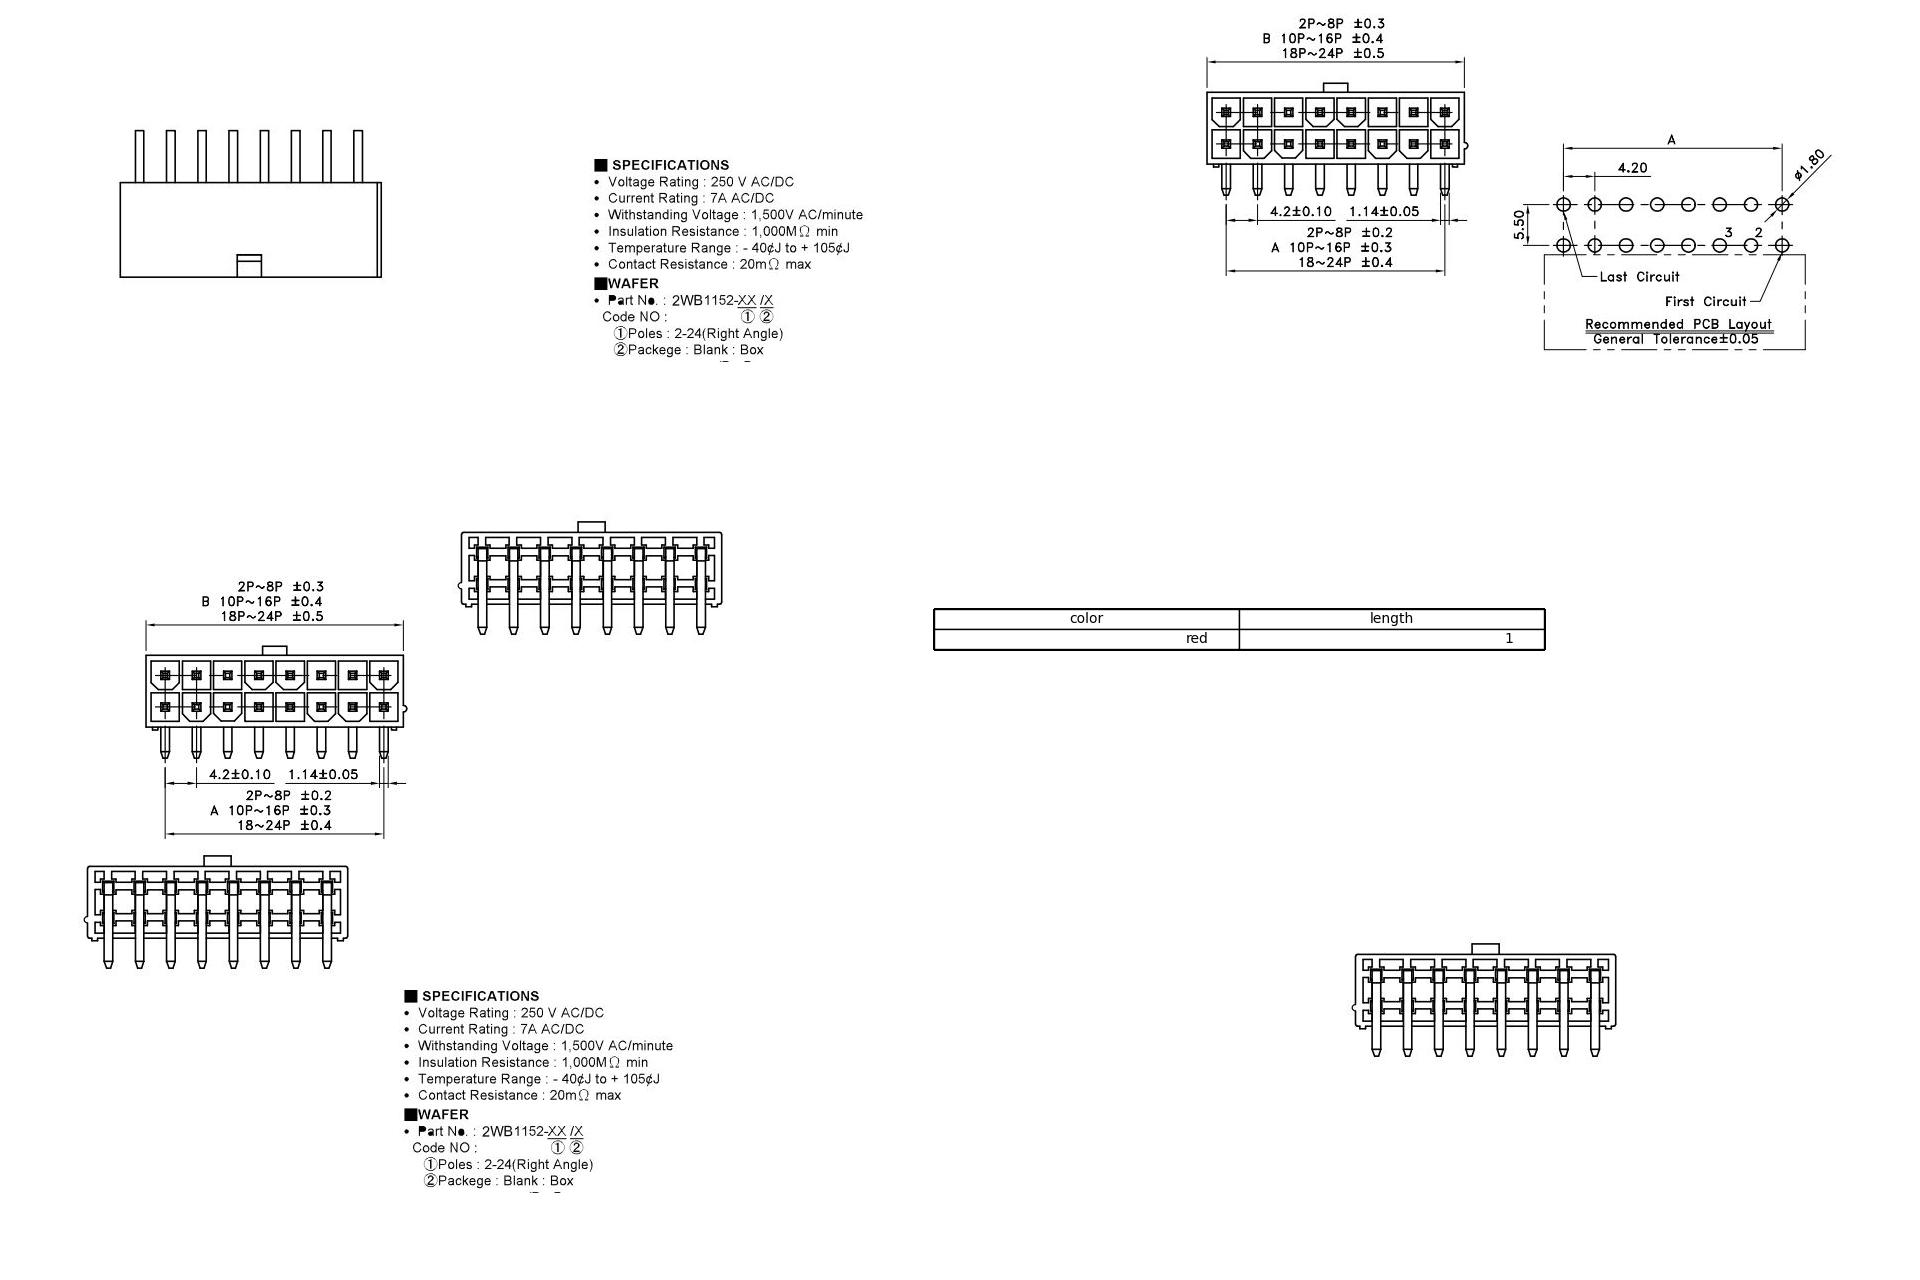 2P~8P ±0.3
B 10P~16P ±0.4
18P~24P ±0.5
4.2±0.10 1.14±0.05
2P~8P ±0.2
A 10P~16P ±0.3
18~24P ±0.4
A
4.20
ø1.80
5.50
3 2
Last Circuit
First Circuit
Recommended PCB Layout
General Tolerance±0.05
■ SPECIFICATIONS
• Voltage Rating : 250 V AC/DC
• Current Rating : 7A AC/DC
• Withstanding Voltage : 1,500V AC/minute
• Insulation Resistance : 1,000MΩ min
• Temperature Range : - 40¢J to + 105¢J
• Contact Resistance : 20mΩ max
■WAFER
• Part No. : 2WB1152-XX /X
Code NO : ① ②
①Poles : 2-24(Right Angle)
②Packege : Blank : Box
2P~8P ±0.3
B 10P~16P ±0.4
18P~24P ±0.5
4.2±0.10 1.14±0.05
2P~8P ±0.2
A 10P~16P ±0.3
18~24P ±0.4
color length
red 1
■ SPECIFICATIONS
• Voltage Rating : 250 V AC/DC
• Current Rating : 7A AC/DC
• Withstanding Voltage : 1,500V AC/minute
• Insulation Resistance : 1,000MΩ min
• Temperature Range : - 40¢J to + 105¢J
• Contact Resistance : 20mΩ max
■WAFER
• Part No. : 2WB1152-XX /X
Code NO : ① ②
①Poles : 2-24(Right Angle)
②Packege : Blank : Box